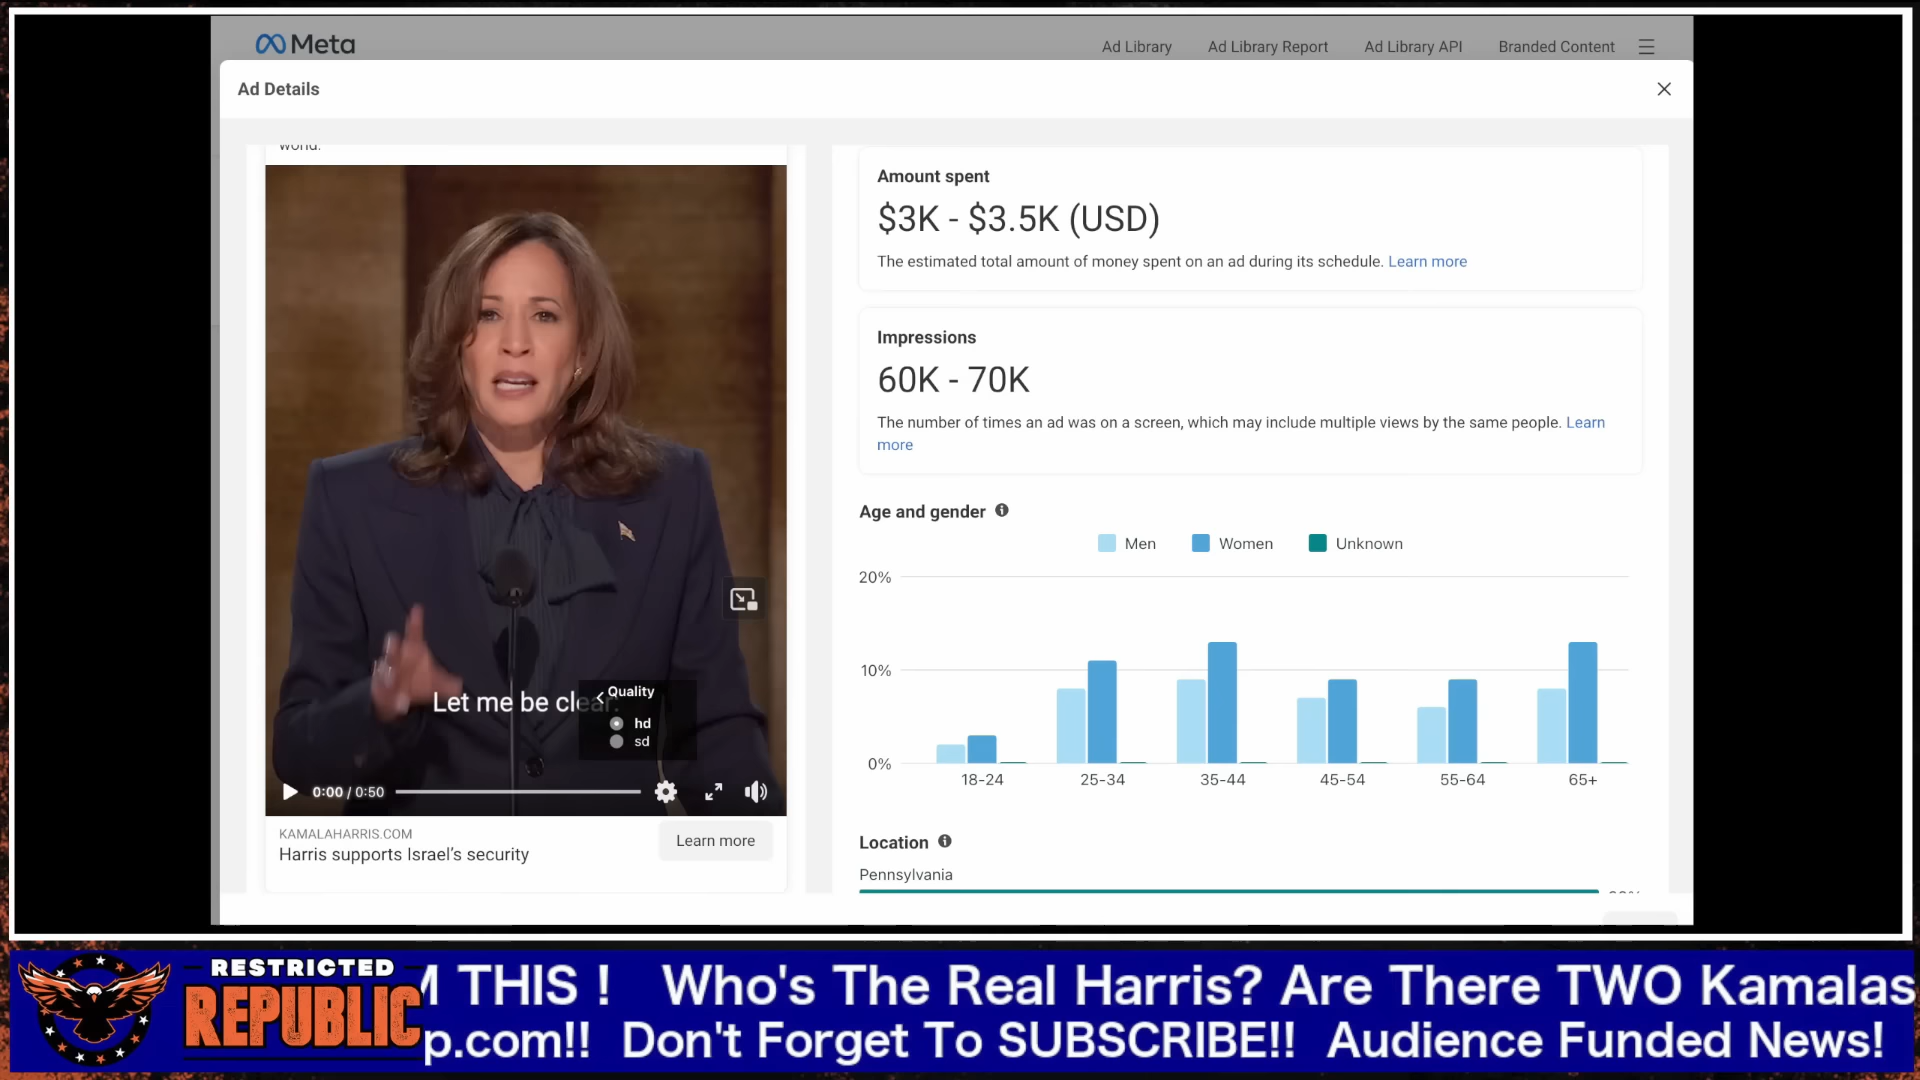 Meta
Ad Library
Ad Library Report
Ad Library API
Branded Content
Ad Details
world.
Let me be clear.
Quality
hd
sd
0:00 / 0:50
KAMALAHARRIS.COM
Harris supports Israel's security
Learn more
Amount spent
$3K - $3.5K (USD)
The estimated total amount of money spent on an ad during its schedule. Learn more
Impressions
60K - 70K
The number of times an ad was on a screen, which may include multiple views by the same people. Learn
more
Age and gender
Men
Women
Unknown
20%
10%
0%
18-24
25-34
35-44
45-54
55-64
65+
Location
Pennsylvania
RESTRICTED
REPUBLIC
THIS ! Who's The Real Harris? Are There TWO Kamalas
p.com!! Don't Forget To SUBSCRIBE!! Audience Funded News!